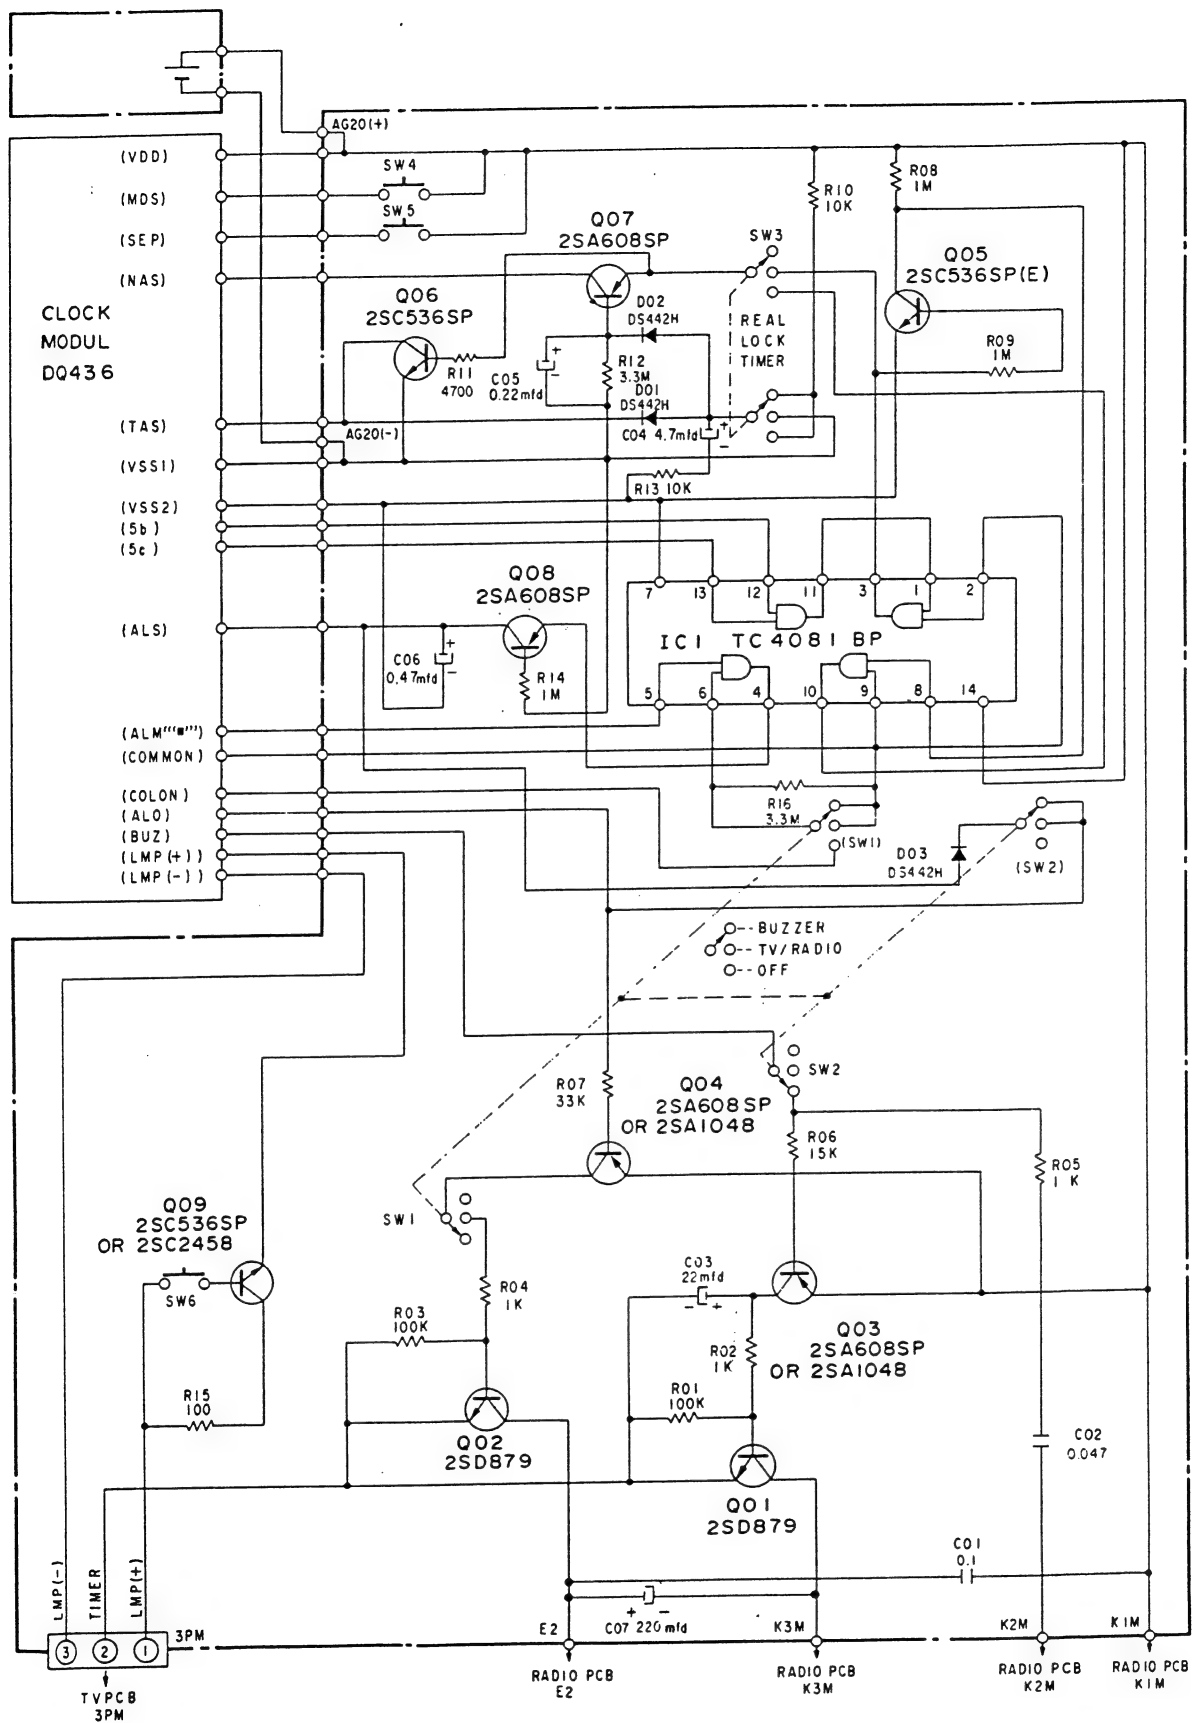 AG20(+)
(VDD)
(MDS)
(SEP)
(NAS)
CLOCK
MODUL
DQ436
(TAS)
(VSS1)
(VSS2)
(5b)
(5c)
(ALS)
(ALM"■")
(COMMON)
(COLON)
(ALO)
(BUZ)
(LMP(+))
(LMP(-))
SW4
SW5
Q07
2SA608SP
Q06
2SC536SP
R11
4700
C05
0.22mfd
+
-
D02
DS442H
R12
3.3M
D01
DS442H
C04 4.7mfd
+
-
AG20(-)
R13 10K
SW3
REAL
LOCK
TIMER
R10
10K
R08
1M
Q05
2SC536SP(E)
R09
1M
7
13
12
11
3
1
2
IC1 TC4081 BP
5
6
4
10
9
8
14
Q08
2SA608SP
R14
1M
C06
0.47mfd
+
-
R16
3.3M
(SW1)
D03
DS442H
(SW2)
BUZZER
TV/RADIO
OFF
R07
33K
Q04
2SA608SP
OR 2SA1048
SW2
R06
15K
R05
1K
SW1
Q09
2SC536SP
OR 2SC2458
SW6
R15
100
R04
1K
R03
100K
Q02
2SD879
C03
22mfd
- +
R02
1K
R01
100K
Q03
2SA608SP
OR 2SA1048
Q01
2SD879
C02
0.047
C01
0.1
+ -
C07 220mfd
LMP(-)
TIMER
LMP(+)
3
2
1
3PM
TVPCB
3PM
E2
K3M
K2M
K1M
RADIO PCB
E2
RADIO PCB
K3M
RADIO PCB
K2M
RADIO PCB
K1M